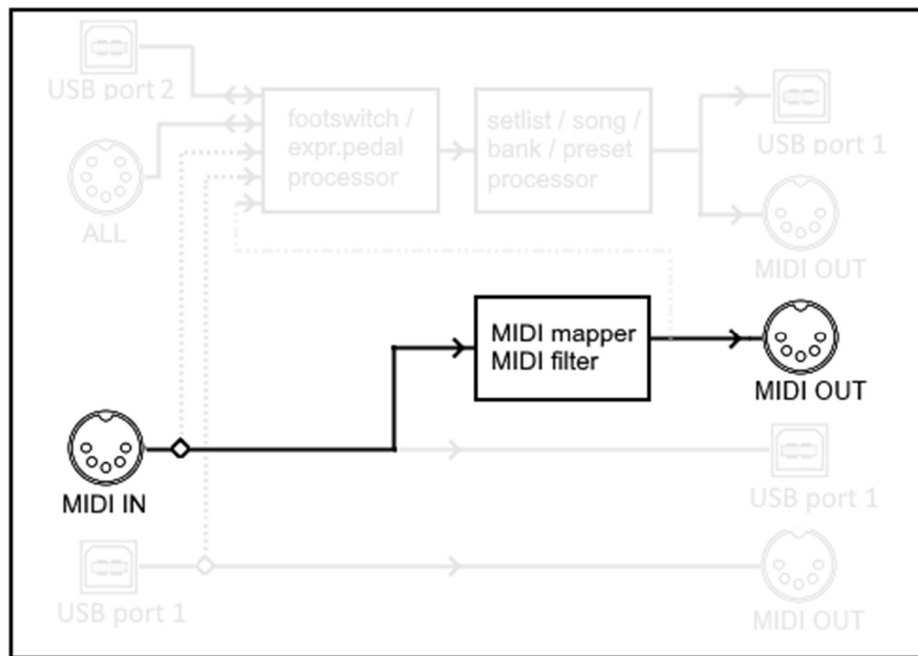 USB port 2
ALL
footswitch /
expr.pedal
processor
setlist / song /
bank / preset
processor
USB port 1
MIDI OUT
MIDI mapper
MIDI filter
MIDI OUT
MIDI IN
USB port 1
USB port 1
MIDI OUT